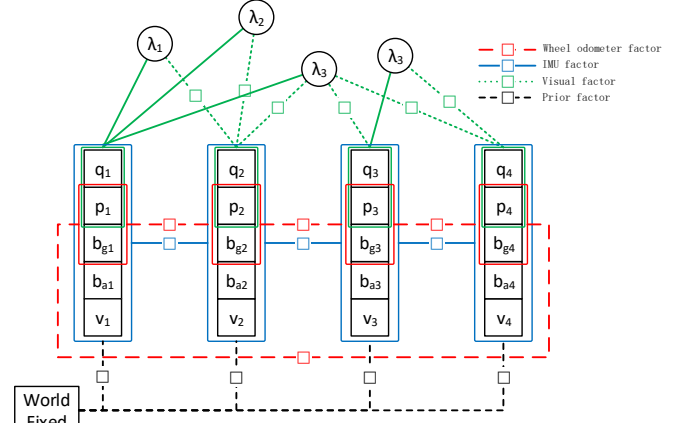 λ2
λ1
λ3
λ3
Wheel odometer factor
IMU factor
Visual factor
Prior factor
q1 q2 q3 q4
p1 p2 p3 p4
bg1 bg2 bg3 bg4
ba1 ba2 ba3 ba4
v1 v2 v3 v4
World
Fixed